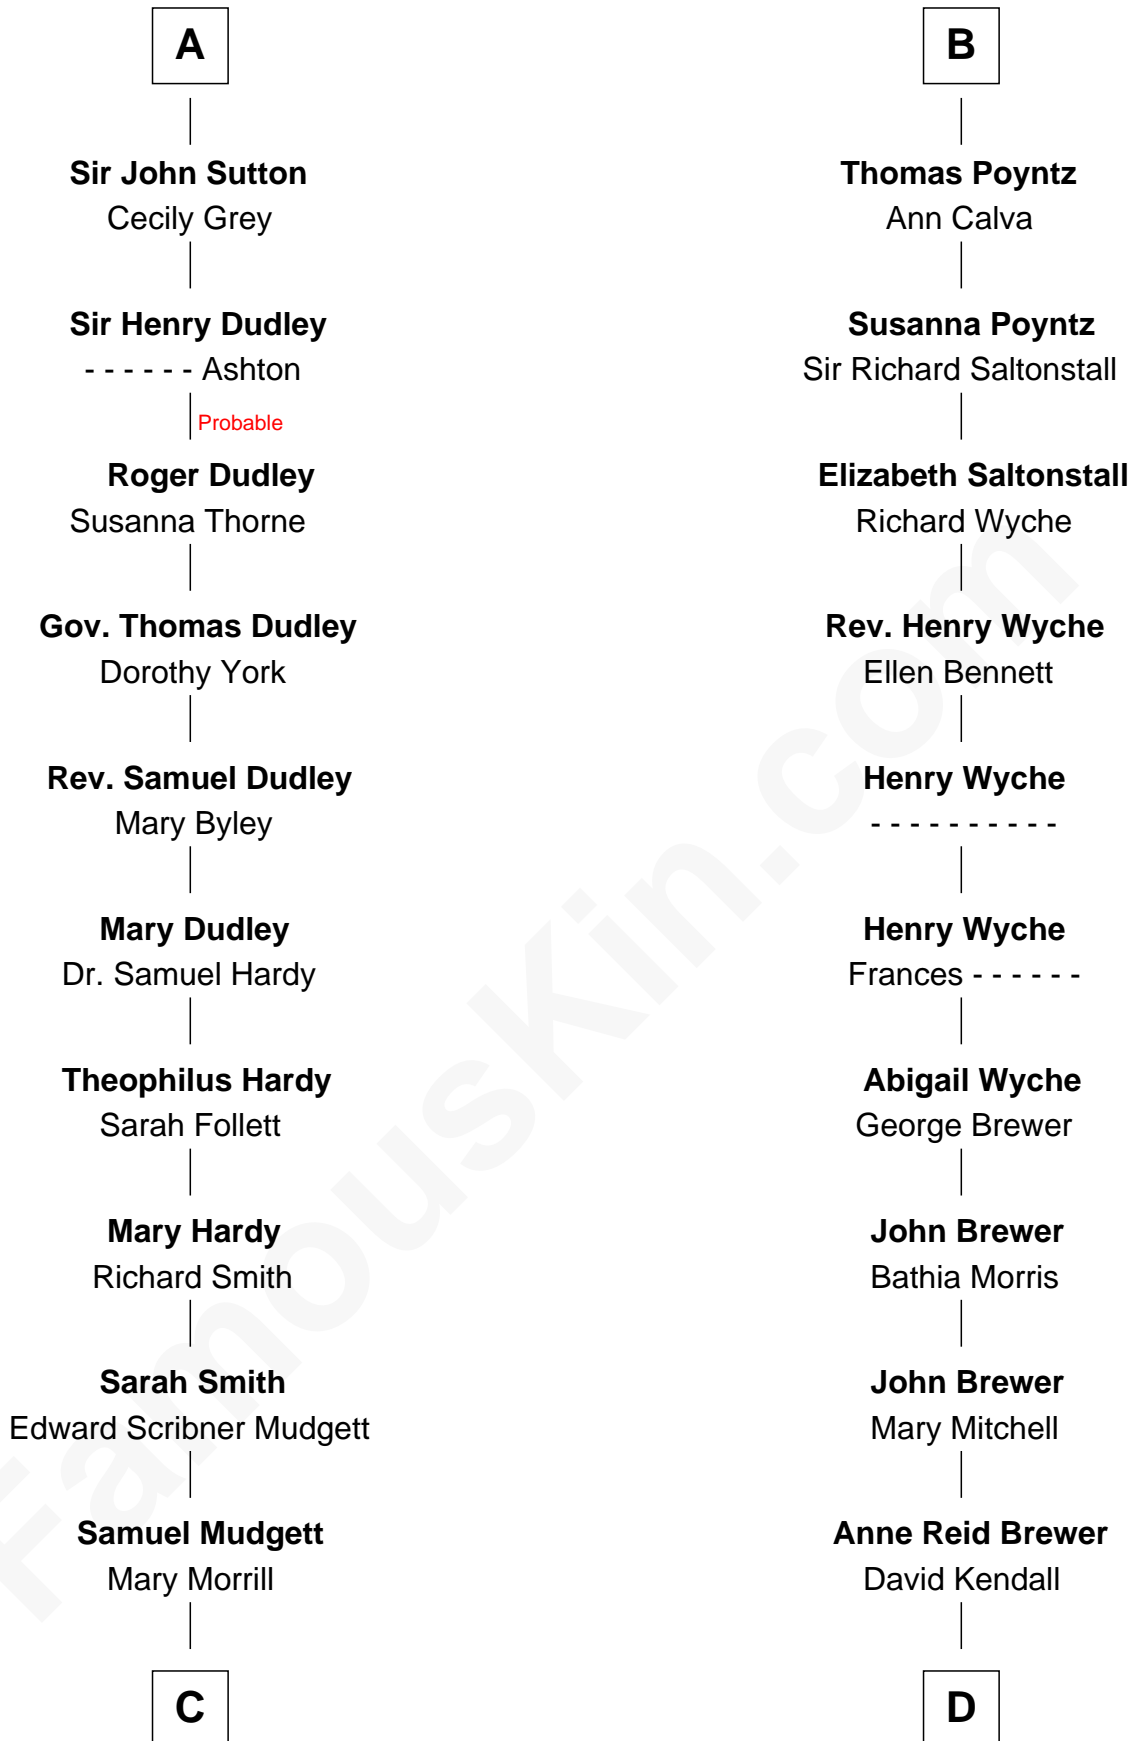 A
Sir John Sutton
Cecily Grey
Sir Henry Dudley
- - - - - - Ashton
Probable
Roger Dudley
Susanna Thorne
Gov. Thomas Dudley
Dorothy York
Rev. Samuel Dudley
Mary Byley
Mary Dudley
Dr. Samuel Hardy
Theophilus Hardy
Sarah Follett
Mary Hardy
Richard Smith
Sarah Smith
Edward Scribner Mudgett
Samuel Mudgett
Mary Morrill
C
B
Thomas Poyntz
Ann Calva
Susanna Poyntz
Sir Richard Saltonstall
Elizabeth Saltonstall
Richard Wyche
Rev. Henry Wyche
Ellen Bennett
Henry Wyche
- - - - - - - - - -
Henry Wyche
Frances - - - - - -
Abigail Wyche
George Brewer
John Brewer
Bathia Morris
John Brewer
Mary Mitchell
Anne Reid Brewer
David Kendall
D
FamousKin.com